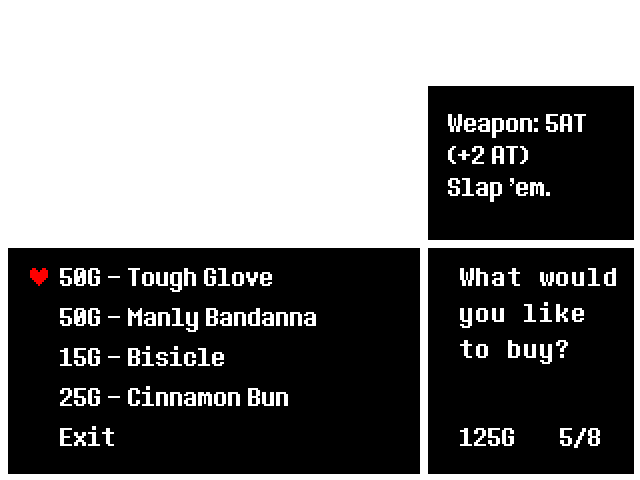 Weapon: 5AT
(+2 AT)
Slap 'em.
50G - Tough Glove
50G - Manly Bandanna
15G - Bisicle
25G - Cinnamon Bun
Exit
What would
you like
to buy?
125G 5/8